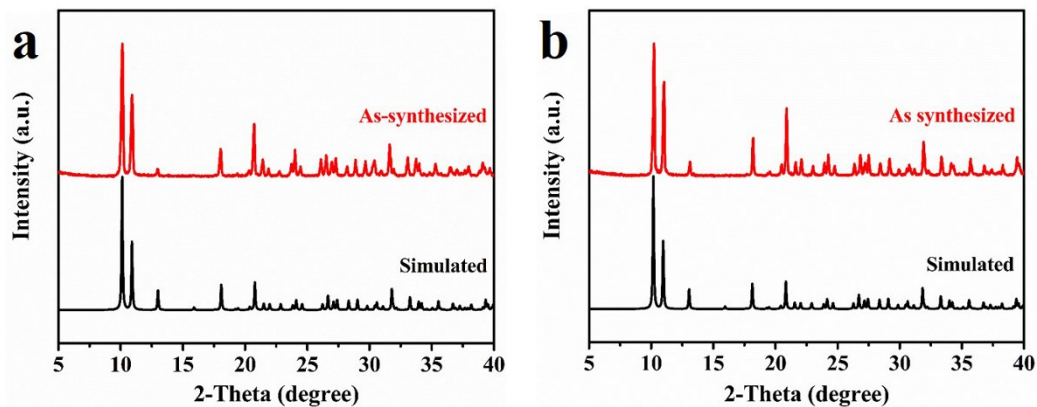 a
As-synthesized
Simulated
Intensity (a.u.)
5 10 15 20 25 30 35 40
2-Theta (degree)
b
As synthesized
Simulated
Intensity (a.u.)
5 10 15 20 25 30 35 40
2-Theta (degree)